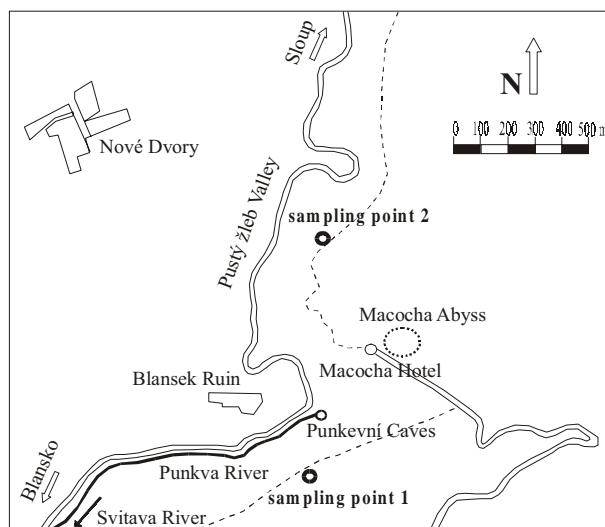 Sloup
N
0 100 200 300 400 500 m
Nové Dvory
Pustý žleb Valley
sampling point 2
Macocha Abyss
Macocha Hotel
Blansek Ruin
Punkevní Caves
Punkva River
Blansko
sampling point 1
Svitava River